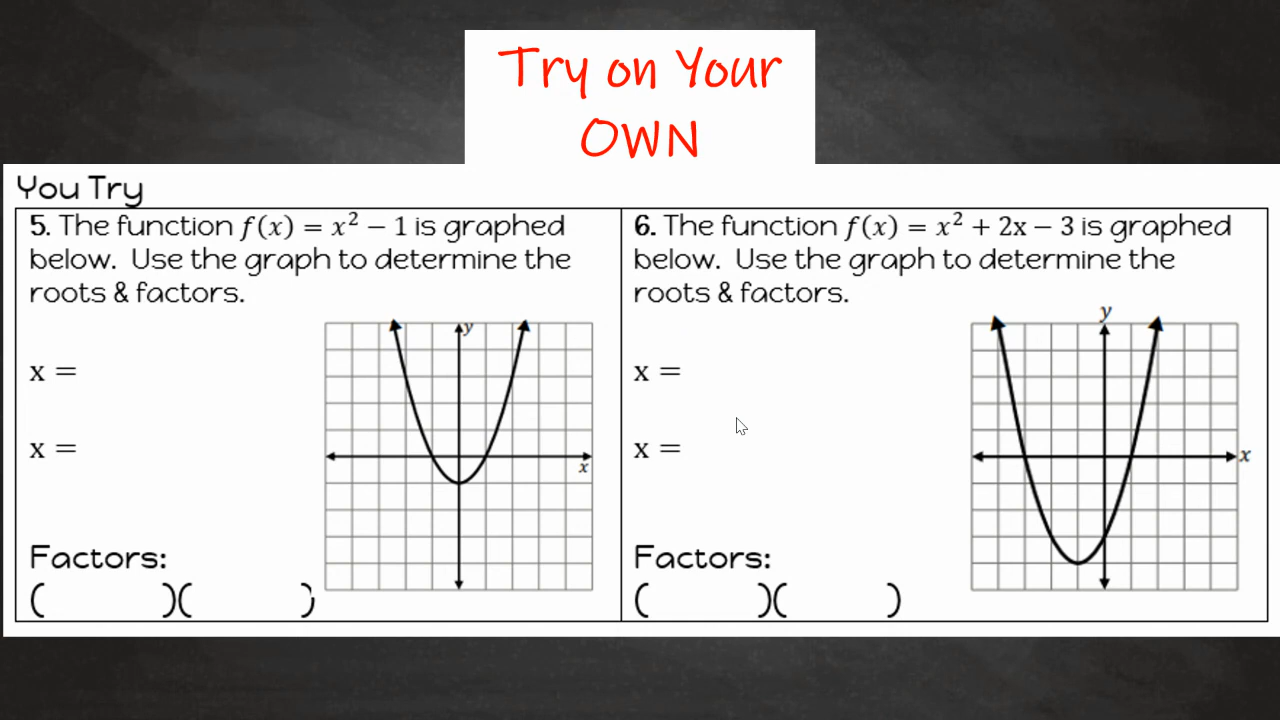 Try on Your
OWN
You Try
5. The function f(x) = x² − 1 is graphed
below. Use the graph to determine the
roots & factors.
y
x =
x =
x
Factors:
( )( )
6. The function f(x) = x² + 2x − 3 is graphed
below. Use the graph to determine the
roots & factors.
y
x =
x =
x
Factors:
( )( )